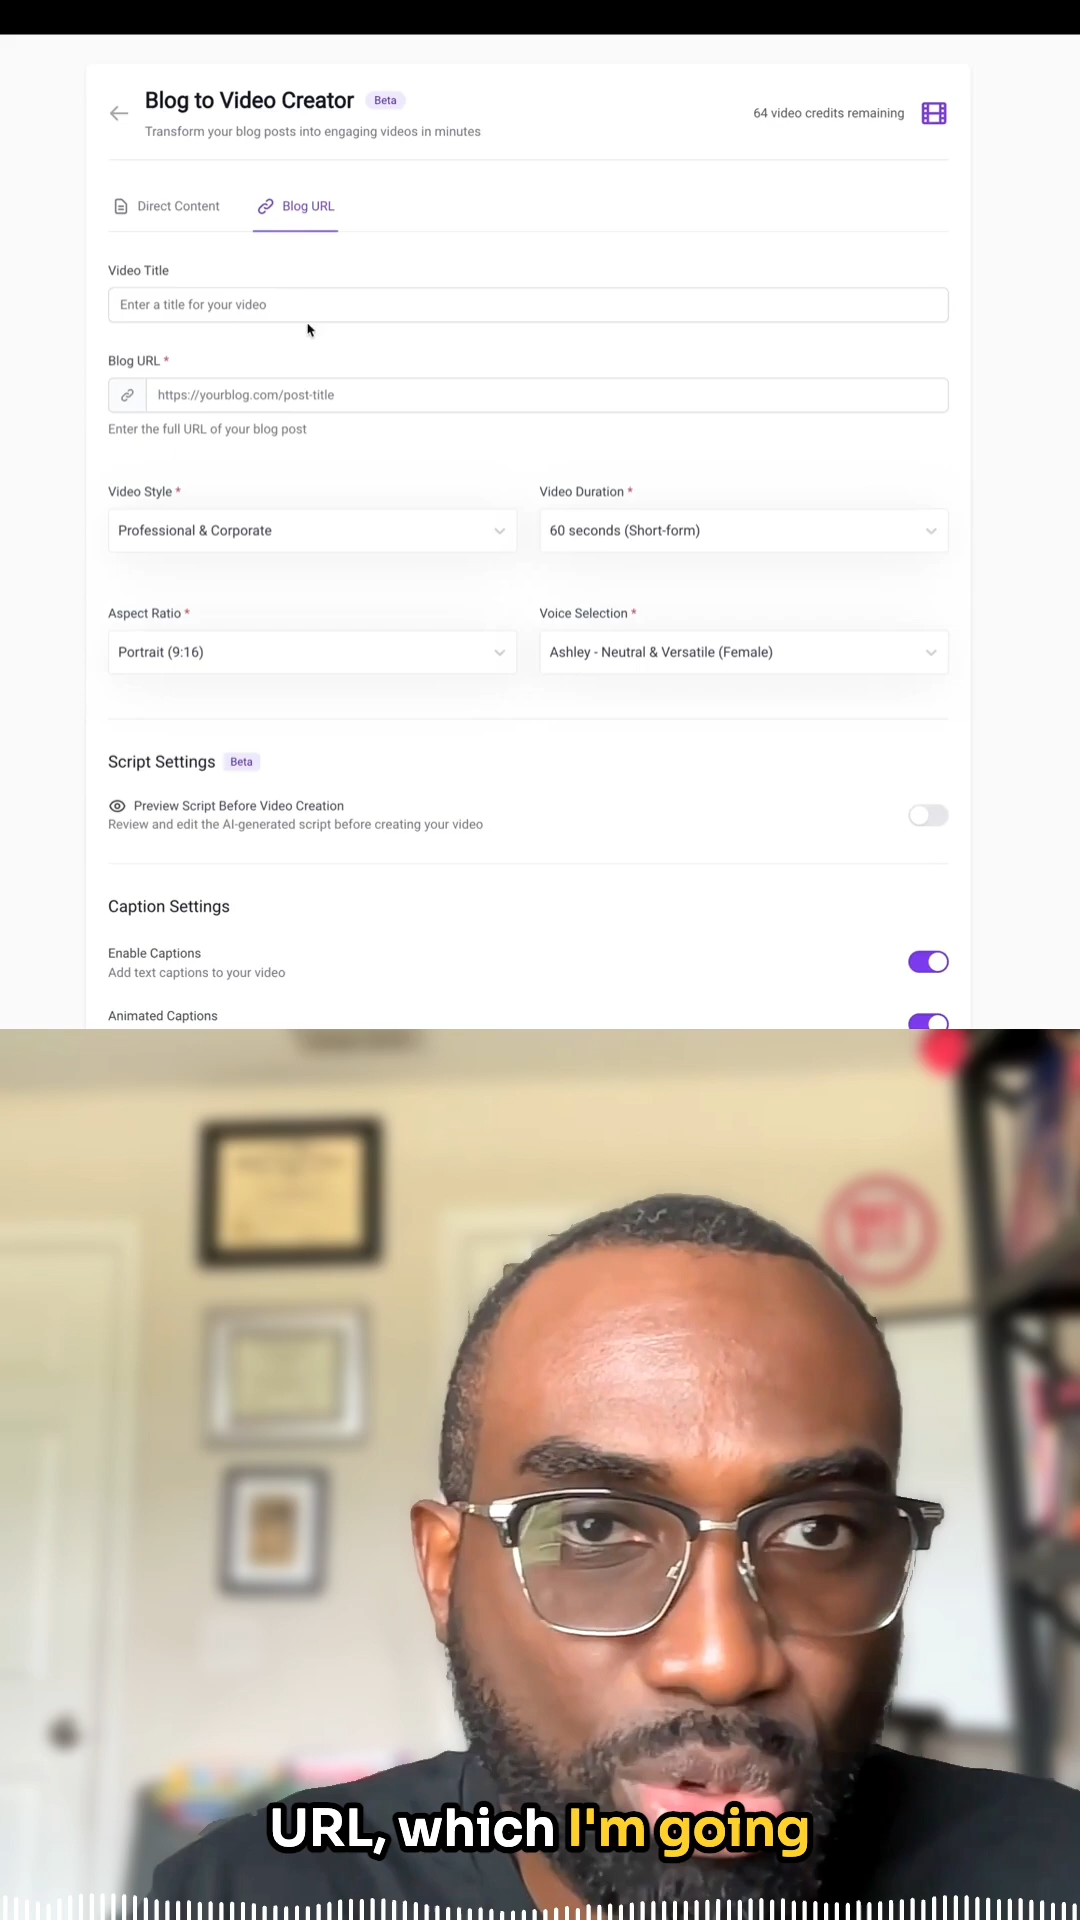 Blog to Video Creator Beta
Transform your blog posts into engaging videos in minutes
64 video credits remaining
Direct Content
Blog URL
Video Title
Enter a title for your video
Blog URL *
https://yourblog.com/post-title
Enter the full URL of your blog post
Video Style *
Video Duration *
Professional & Corporate
60 seconds (Short-form)
Aspect Ratio *
Voice Selection *
Portrait (9:16)
Ashley - Neutral & Versatile (Female)
Script Settings Beta
Preview Script Before Video Creation
Review and edit the AI-generated script before creating your video
Caption Settings
Enable Captions
Add text captions to your video
Animated Captions
URL, which I'm going